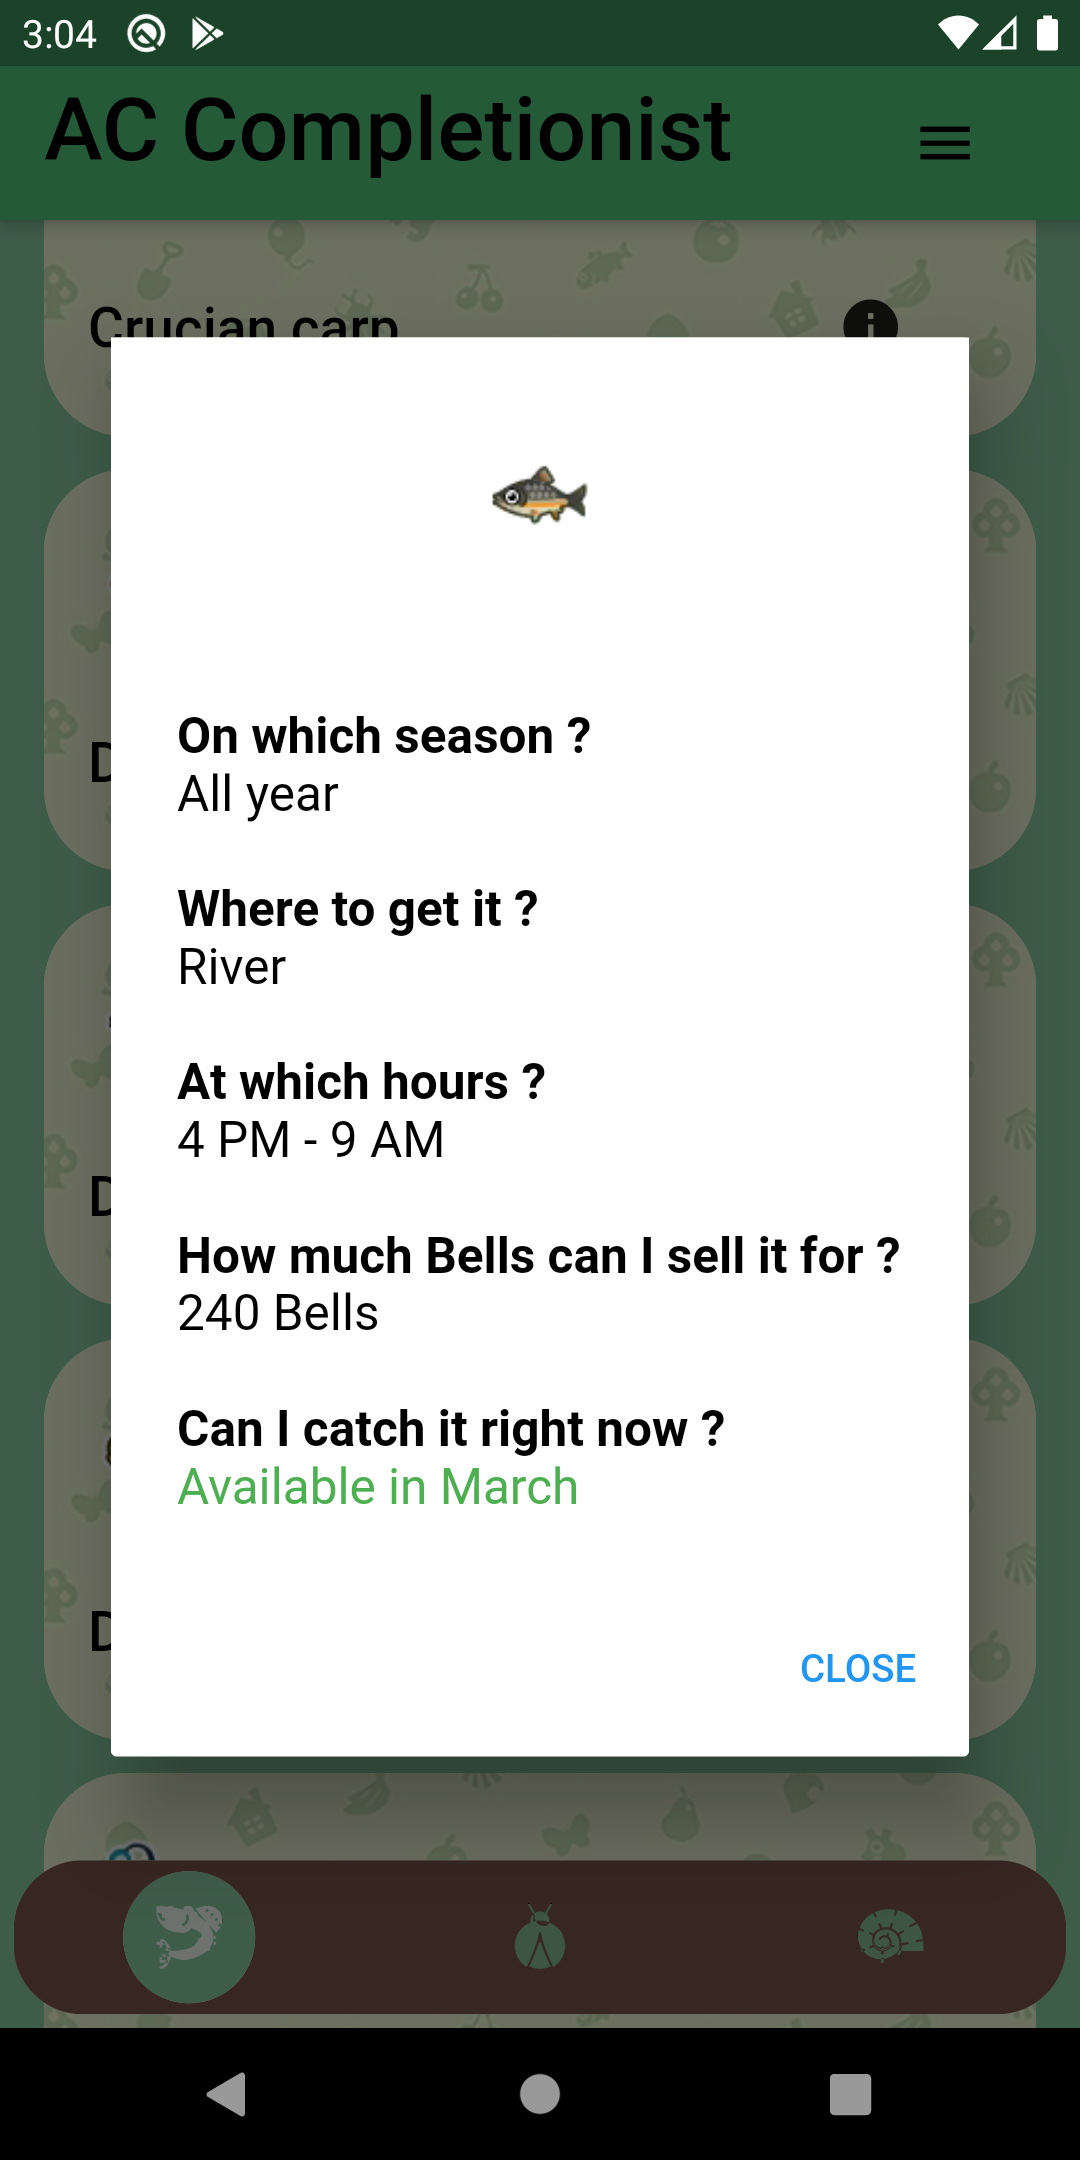 3:04
AC Completionist
Crucian carp
On which season ?
All year
Where to get it ?
River
At which hours ?
4 PM - 9 AM
How much Bells can I sell it for ?
240 Bells
Can I catch it right now ?
Available in March
CLOSE